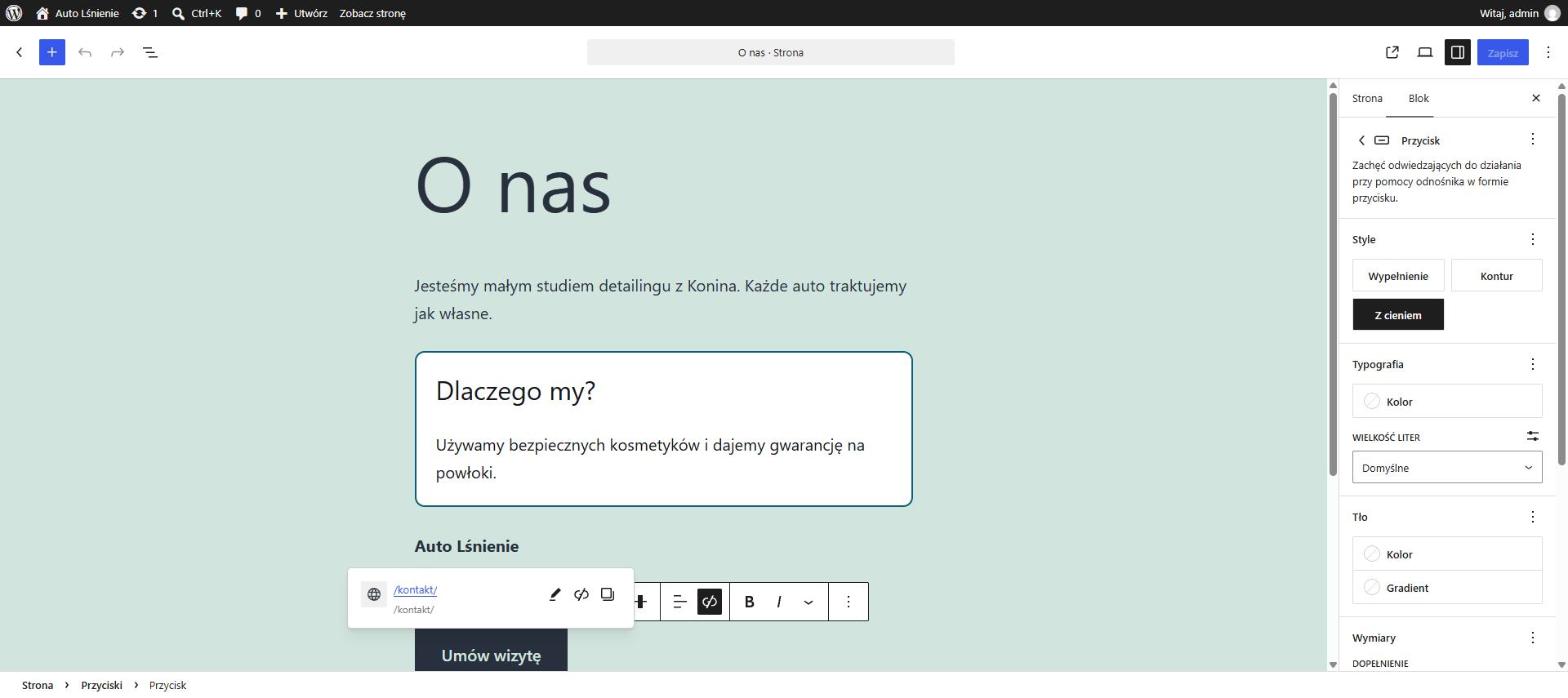 Auto Lśnienie 1 Ctrl+K 0 Utwórz Zobacz stronę Witaj, admin
O nas · Strona Zapisz
Strona Blok
Przycisk
Zachęć odwiedzających do działania
przy pomocy odnośnika w formie
przycisku.
Style
Wypełnienie Kontur
Z cieniem
Typografia
Kolor
WIELKOŚĆ LITER
Domyślne
Tło
Kolor
Gradient
Wymiary
DOPEŁNIENIE
O nas
Jesteśmy małym studiem detailingu z Konina. Każde auto traktujemy
jak własne.
Dlaczego my?
Używamy bezpiecznych kosmetyków i dajemy gwarancję na
powłoki.
Auto Lśnienie
/kontakt/
/kontakt/
B I
Umów wizytę
Strona Przyciski Przycisk